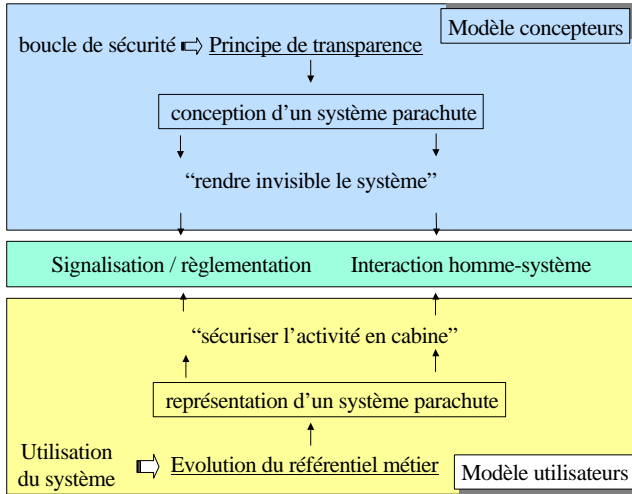 Modèle concepteurs
boucle de sécurité Principe de transparence
conception d’un système parachute
“rendre invisible le système”
Signalisation / règlementation Interaction homme-système
“sécuriser l’activité en cabine”
représentation d’un système parachute
Utilisation
du système
Evolution du référentiel métier
Modèle utilisateurs